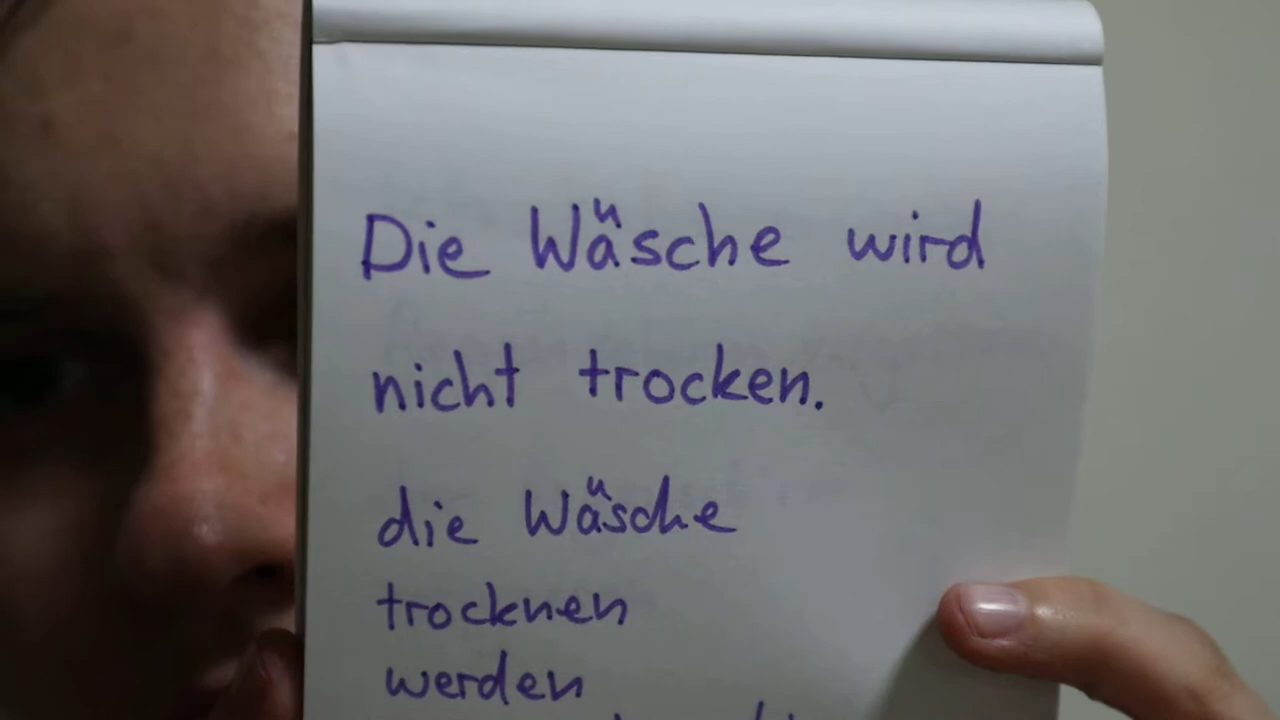 Die Wäsche wird
nicht trocken.
die Wäsche
trocknen
werden